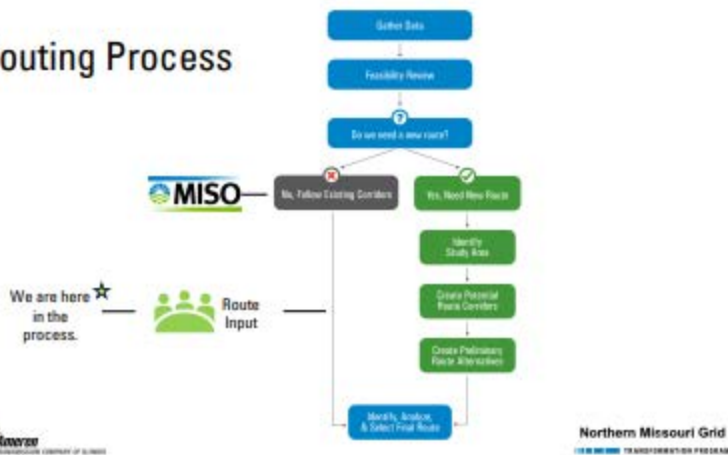 outing Process
Gather Data
Feasibility Review
?
Do we need a new route?
MISO
No, Follow Existing Corridors
Yes, Need New Route
Identify
Study Area
Create Potential
Route Corridors
Create Preliminary
Route Alternatives
We are here
in the
process.
Route
Input
Identify, Analyze,
& Select Final Route
Ameren
Northern Missouri Grid
TRANSFORMATION PROGRAM